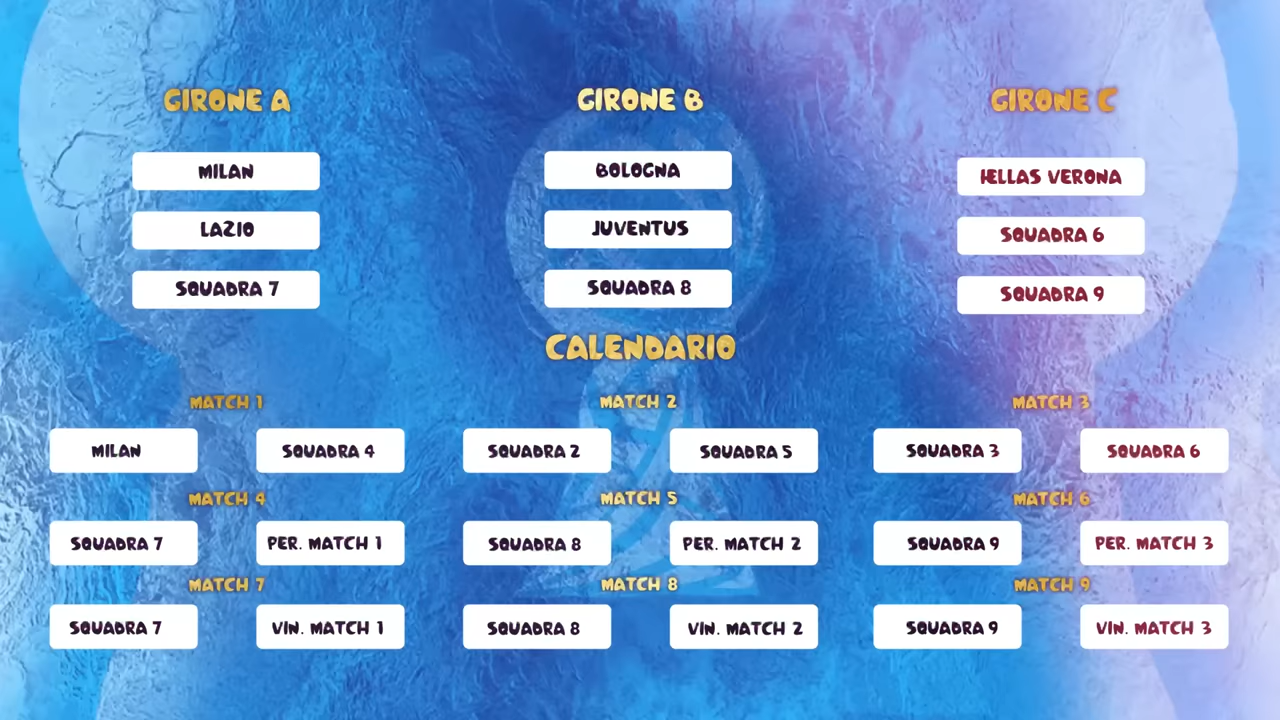 GIRONE A
MILAN
LAZIO
SQUADRA 7
GIRONE B
BOLOGNA
JUVENTUS
SQUADRA 8
GIRONE C
HELLAS VERONA
SQUADRA 6
SQUADRA 9
CALENDARIO
MATCH 1
MILAN
SQUADRA 4
MATCH 2
SQUADRA 2
SQUADRA 5
MATCH 3
SQUADRA 3
SQUADRA 6
MATCH 4
SQUADRA 7
PER. MATCH 1
MATCH 5
SQUADRA 8
PER. MATCH 2
MATCH 6
SQUADRA 9
PER. MATCH 3
MATCH 7
SQUADRA 7
VIN. MATCH 1
MATCH 8
SQUADRA 8
VIN. MATCH 2
MATCH 9
SQUADRA 9
VIN. MATCH 3